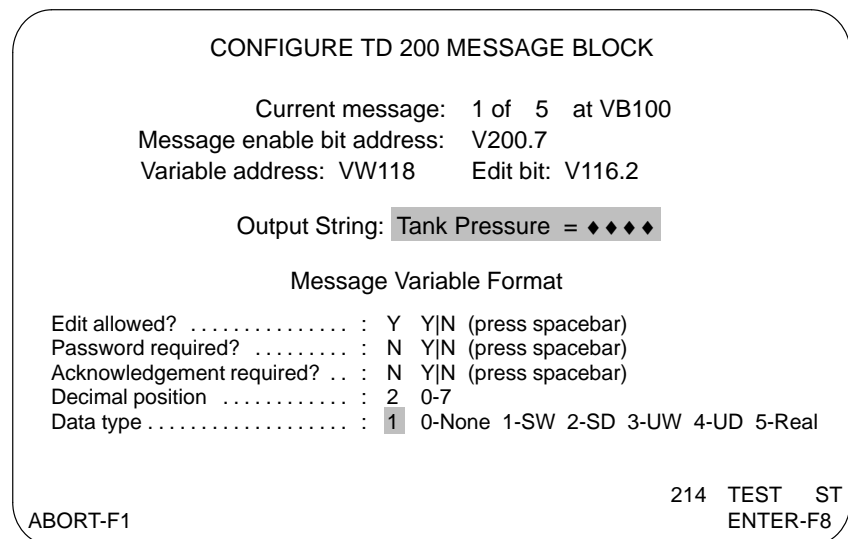 CONFIGURE TD 200 MESSAGE BLOCK
Current message: 1 of 5 at VB100
Message enable bit address: V200.7
Variable address: VW118 Edit bit: V116.2
Output String: Tank Pressure = ♦ ♦ ♦ ♦
Message Variable Format
Edit allowed? . . . . . . . . . . . . . . . : Y Y|N (press spacebar)
Password required? . . . . . . . . . : N Y|N (press spacebar)
Acknowledgement required? . . : N Y|N (press spacebar)
Decimal position . . . . . . . . . . . . : 2 0-7
Data type . . . . . . . . . . . . . . . . . . . : 1 0-None 1-SW 2-SD 3-UW 4-UD 5-Real
214 TEST ST
ABORT-F1 ENTER-F8